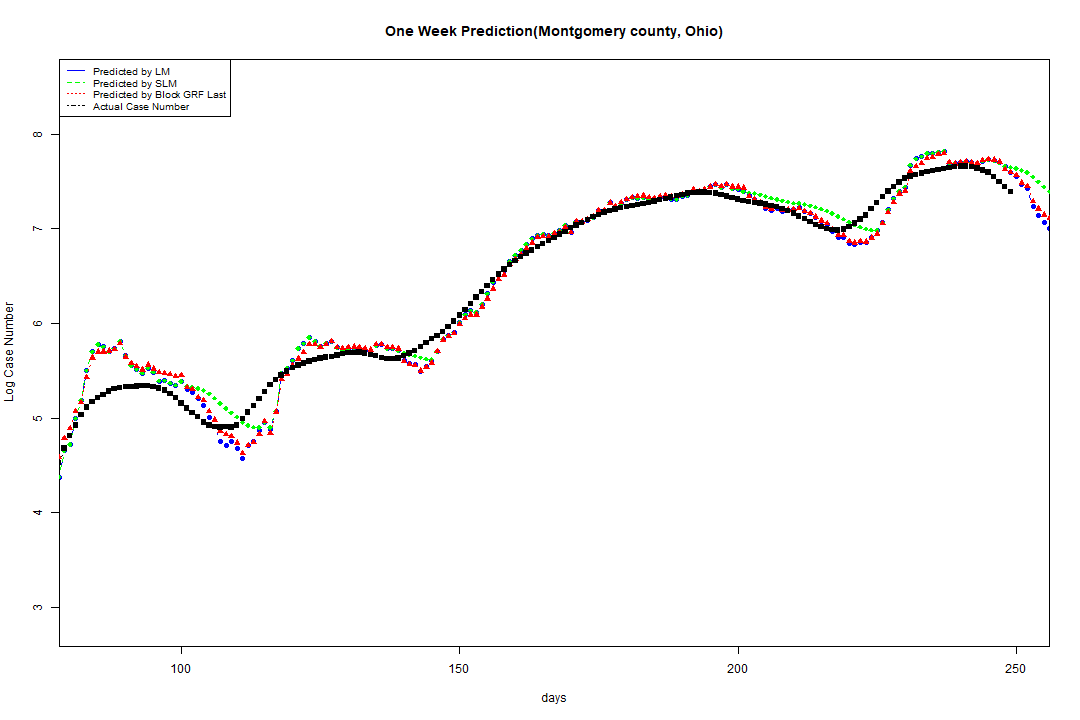 One Week Prediction(Montgomery county, Ohio)
Predicted by LM
Predicted by SLM
Predicted by Block GRF Last
Actual Case Number
Log Case Number
8
7
6
5
4
3
100 150 200 250
days